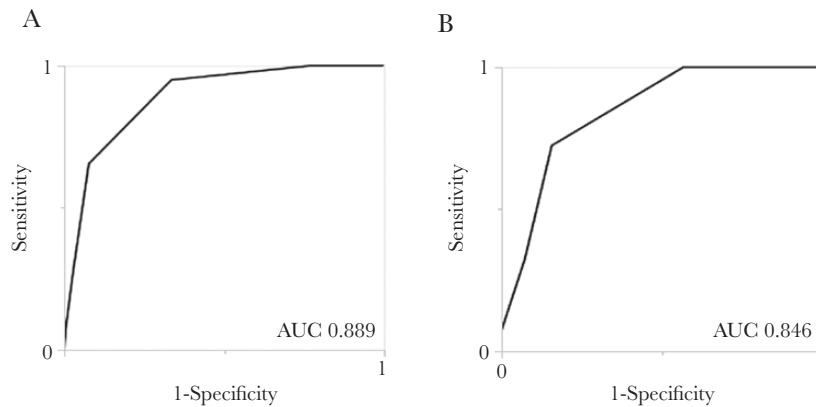 A
1
Sensitivity
AUC 0.889
0
1
1-Specificity
B
1
Sensitivity
AUC 0.846
0
0
1-Specificity